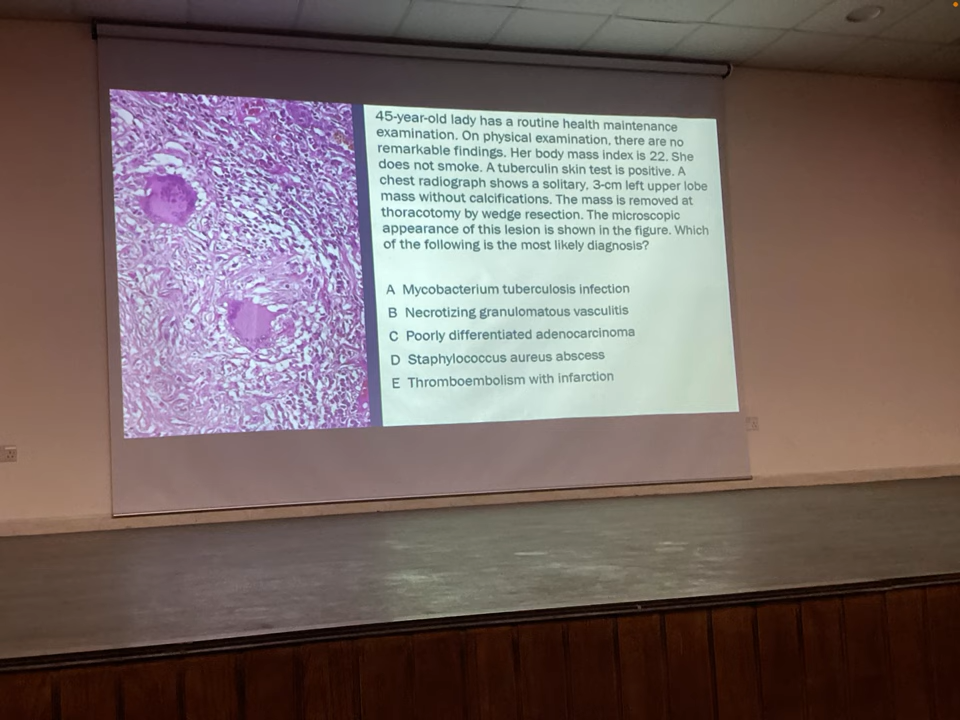 45-year-old lady has a routine health maintenance
examination. On physical examination, there are no
remarkable findings. Her body mass index is 22. She
does not smoke. A tuberculin skin test is positive. A
chest radiograph shows a solitary, 3-cm left upper lobe
mass without calcifications. The mass is removed at
thoracotomy by wedge resection. The microscopic
appearance of this lesion is shown in the figure. Which
of the following is the most likely diagnosis?
A Mycobacterium tuberculosis infection
B Necrotizing granulomatous vasculitis
C Poorly differentiated adenocarcinoma
D Staphylococcus aureus abscess
E Thromboembolism with infarction